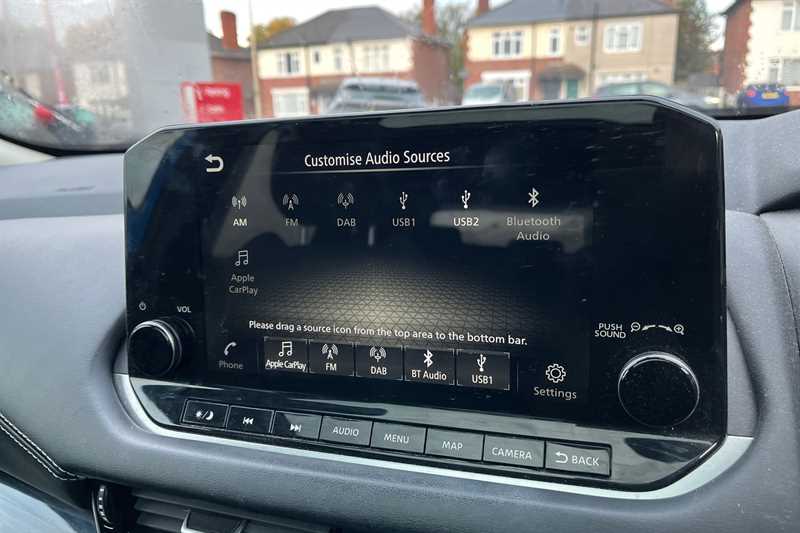 Customise Audio Sources
AM FM DAB USB1 USB2 Bluetooth Audio
Apple CarPlay
Please drag a source icon from the top area to the bottom bar.
Phone Apple CarPlay FM DAB BT Audio USB1 Settings
VOL
PUSH SOUND
AUDIO MENU MAP CAMERA BACK